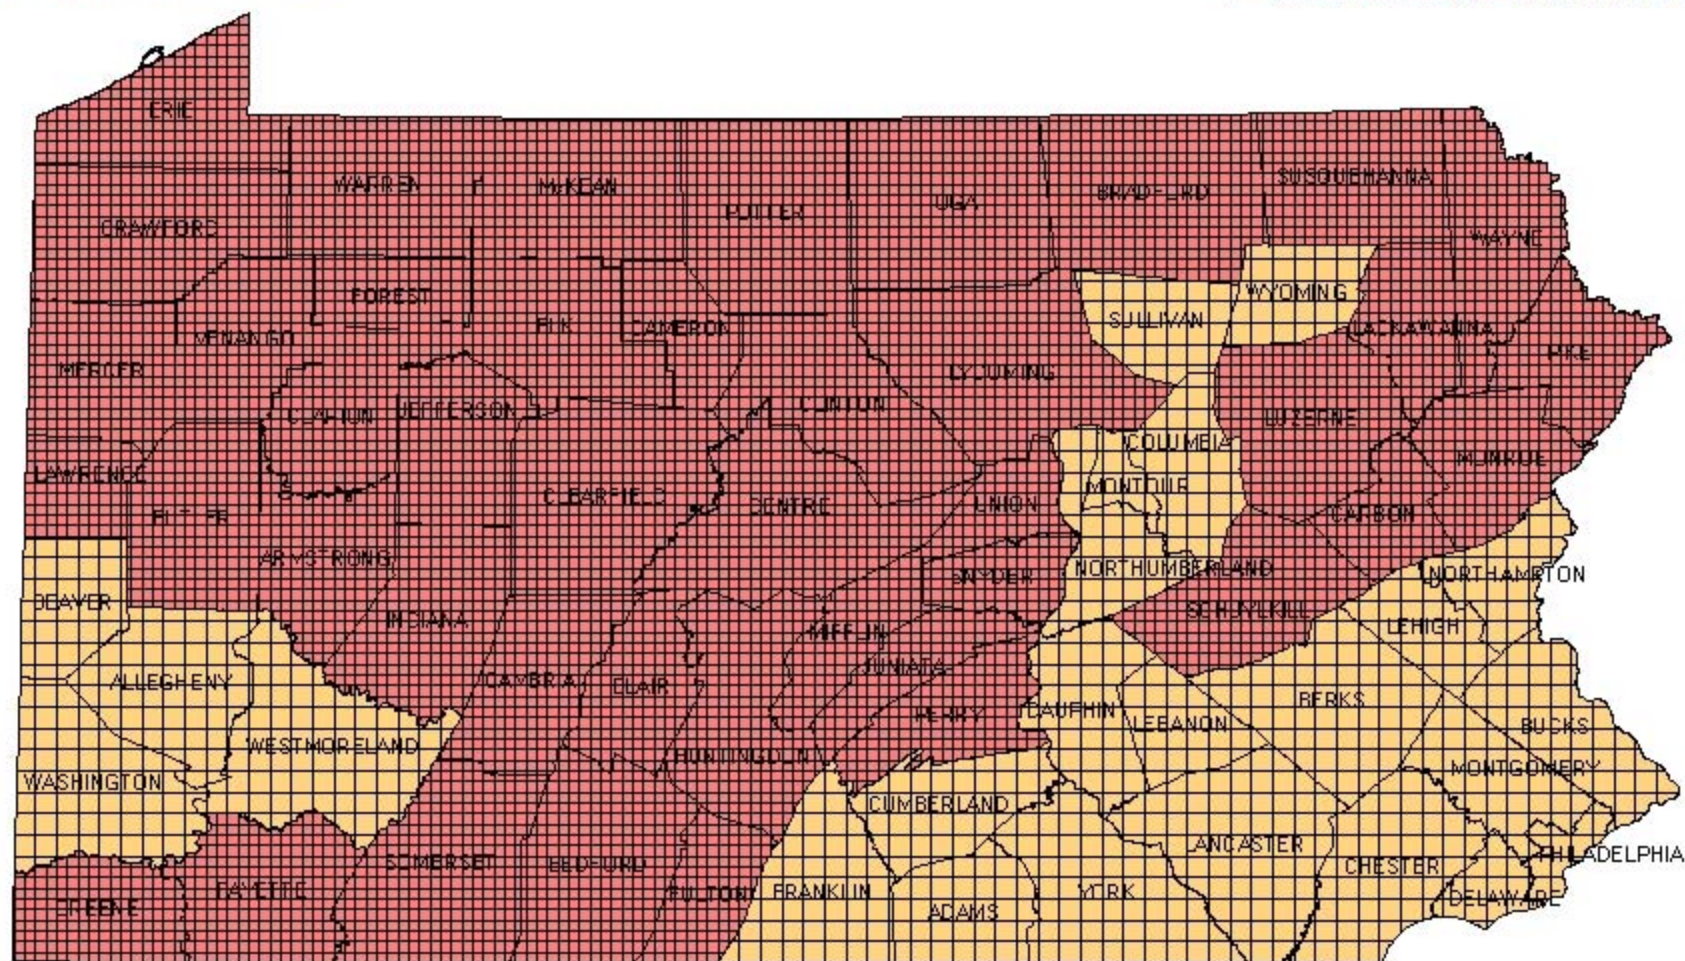 ERIE
WARREN
McKEAN
SUSQUEHANNA
BRADFORD
POTTER
CRAWFORD
WAYNE
FOREST
WYOMING
SULLIVAN
ELK
CAMERON
LACKAWANNA
VENANGO
PIKE
MERCER
LYCOMING
CLINTON
JEFFERSON
CLARION
LUZERNE
COLUMBIA
MONROE
LAWRENCE
MONTOUR
CLEARFIELD
CENTRE
UNION
CARBON
BUTLER
ARMSTRONG
NORTHUMBERLAND
NORTHAMPTON
SNYDER
BEAVER
SCHUYLKILL
INDIANA
LEHIGH
MIFFLIN
JUNIATA
ALLEGHENY
CAMBRIA
BLAIR
BERKS
PERRY
DAUPHIN
LEBANON
BUCKS
WESTMORELAND
HUNTINGDON
MONTGOMERY
WASHINGTON
CUMBERLAND
LANCASTER
PHILADELPHIA
SOMERSET
BEDFORD
CHESTER
FAYETTE
FULTON
FRANKLIN
YORK
DELAWARE
GREENE
ADAMS